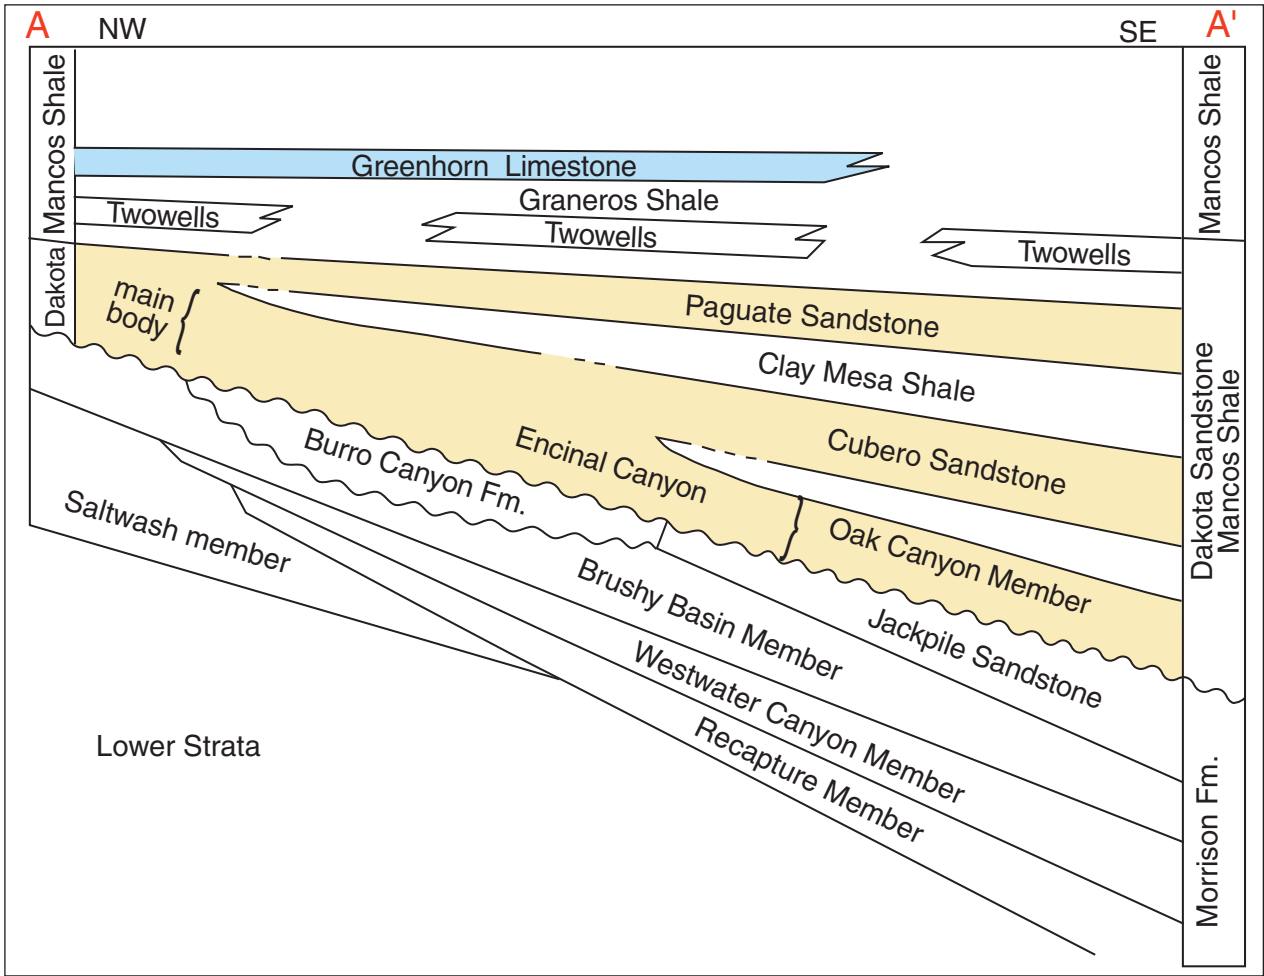 A
NW
SE
A'
Mancos Shale
Dakota
Mancos Shale
Greenhorn Limestone
Graneros Shale
Twowells
Twowells
Twowells
main
body
Paguate Sandstone
Clay Mesa Shale
Cubero Sandstone
Encinal Canyon
Oak Canyon Member
Burro Canyon Fm.
Dakota Sandstone
Mancos Shale
Saltwash member
Brushy Basin Member
Jackpile Sandstone
Westwater Canyon Member
Recapture Member
Lower Strata
Morrison Fm.